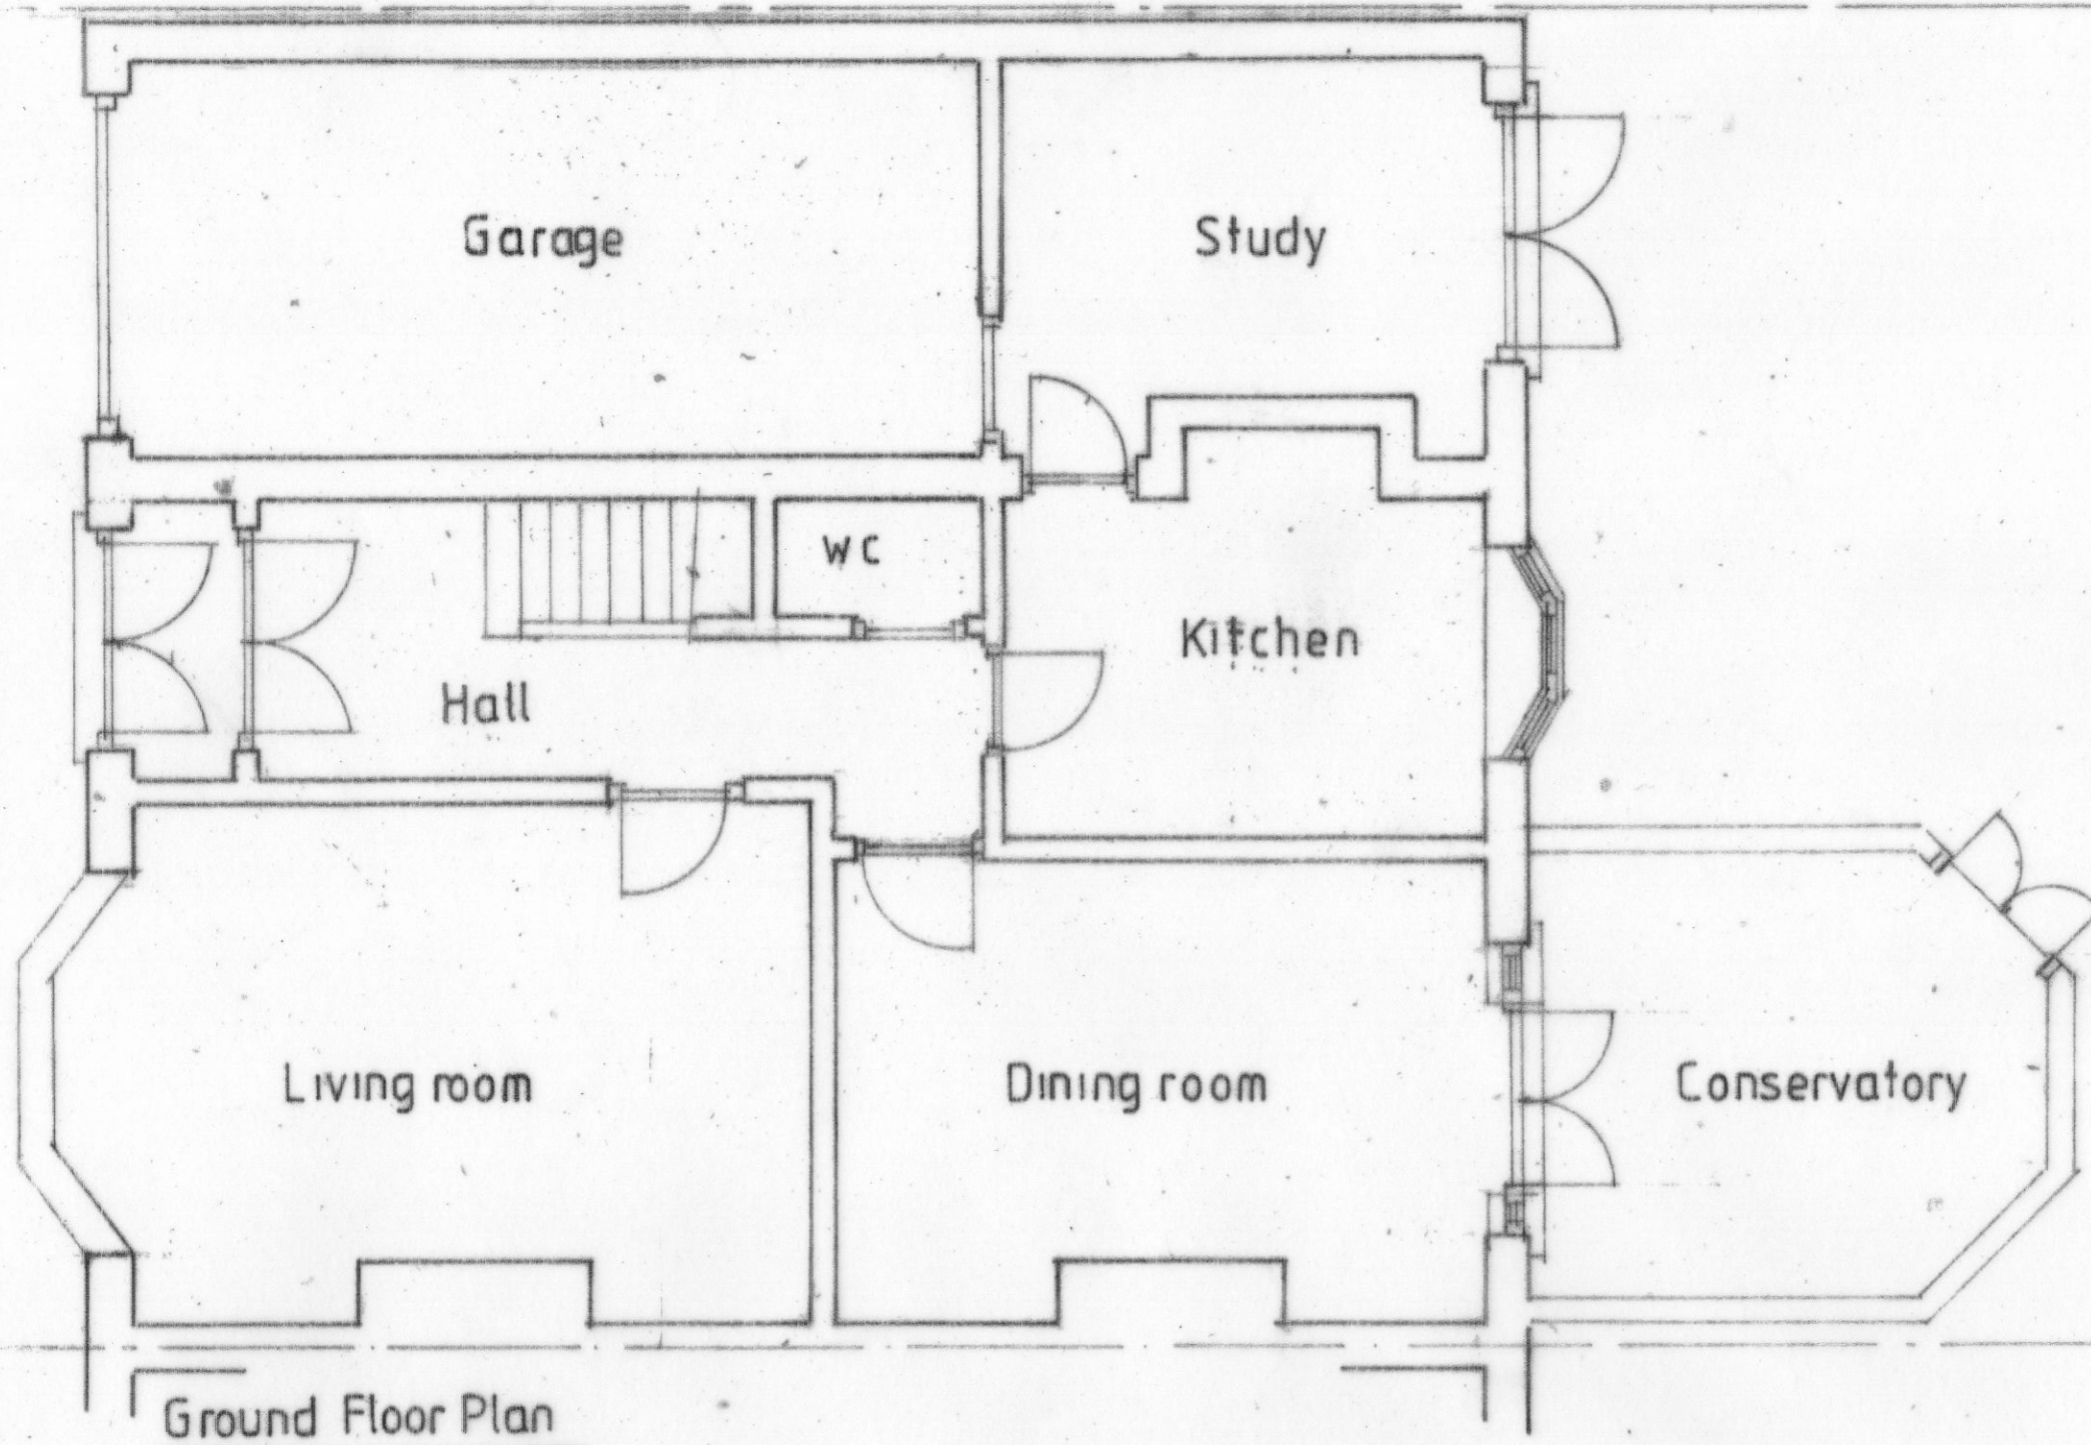 Garage
Study
WC
Kitchen
Hall
Living room
Dining room
Conservatory
Ground Floor Plan